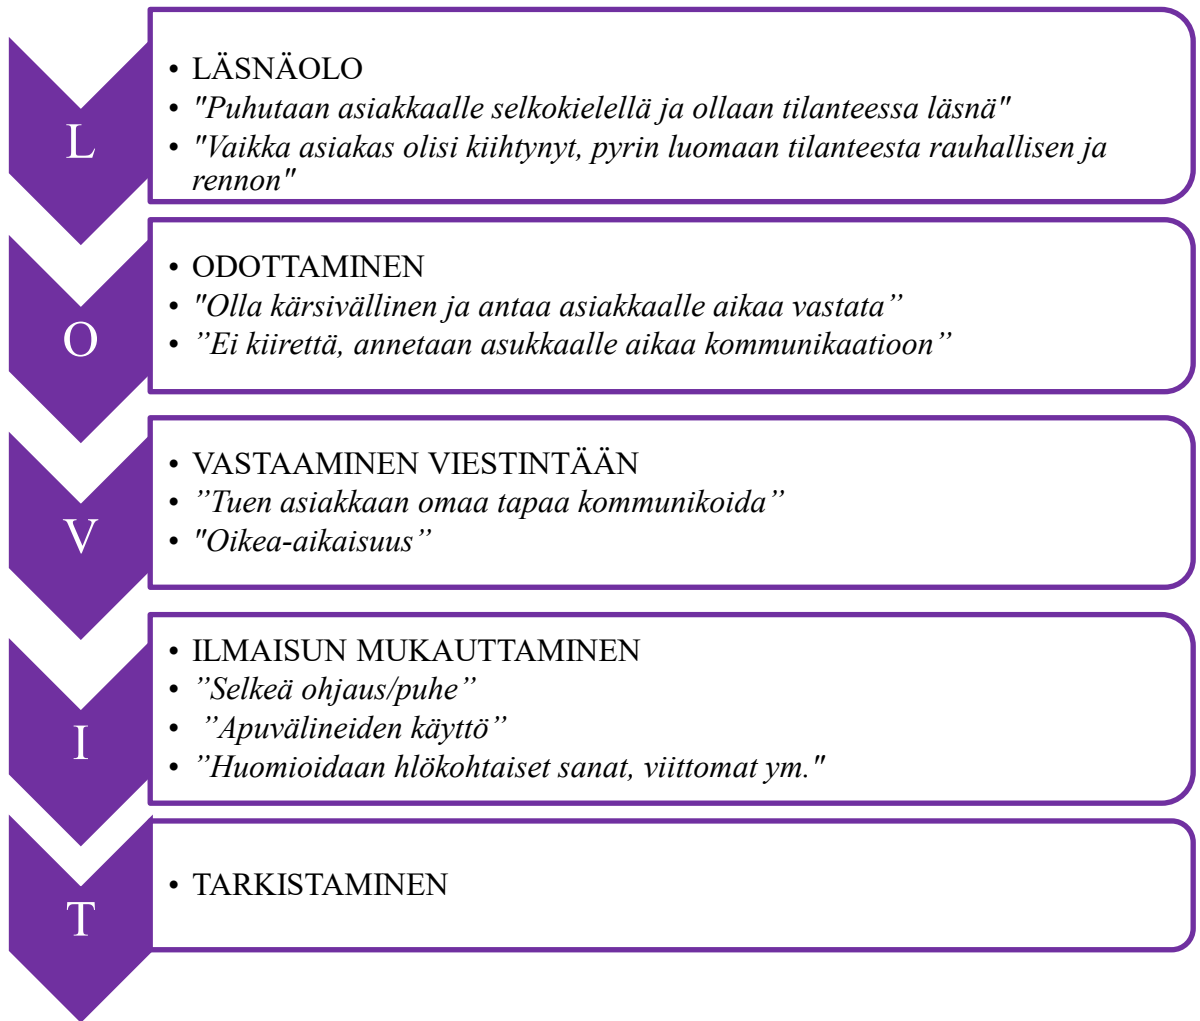 L
• LÄSNÄOLO
• "Puhutaan asiakkaalle selkokielellä ja ollaan tilanteessa läsnä"
• "Vaikka asiakas olisi kiihtynyt, pyrin luomaan tilanteesta rauhallisen ja
rennon"
O
• ODOTTAMINEN
• "Olla kärsivällinen ja antaa asiakkaalle aikaa vastata”
• ”Ei kiirettä, annetaan asukkaalle aikaa kommunikaatioon”
V
• VASTAAMINEN VIESTINTÄÄN
• ”Tuen asiakkaan omaa tapaa kommunikoida”
• "Oikea-aikaisuus”
I
• ILMAISUN MUKAUTTAMINEN
• ”Selkeä ohjaus/puhe”
• ”Apuvälineiden käyttö”
• ”Huomioidaan hlökohtaiset sanat, viittomat ym."
T
• TARKISTAMINEN